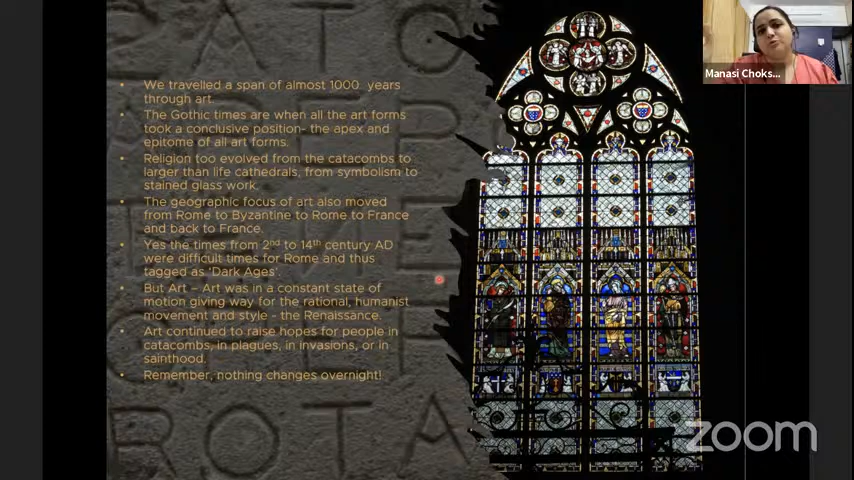 We travelled a span of almost 1000 years
through art.
The Gothic times are when all the art forms
took a conclusive position- the apex and
epitome of all art forms.
Religion too evolved from the catacombs to
larger than life cathedrals, from symbolism to
stained glass work.
The geographic focus of art also moved
from Rome to Byzantine to Rome to France
and back to France.
Yes the times from 2nd to 14th century AD
were difficult times for Rome and thus
tagged as 'Dark Ages'.
But Art – Art was in a constant state of
motion giving way for the rational, humanist
movement and style - the Renaissance.
Art continued to raise hopes for people in
catacombs, in plagues, in invasions, or in
sainthood.
Remember, nothing changes overnight!
ROTA
Manasi Choks...
zoom